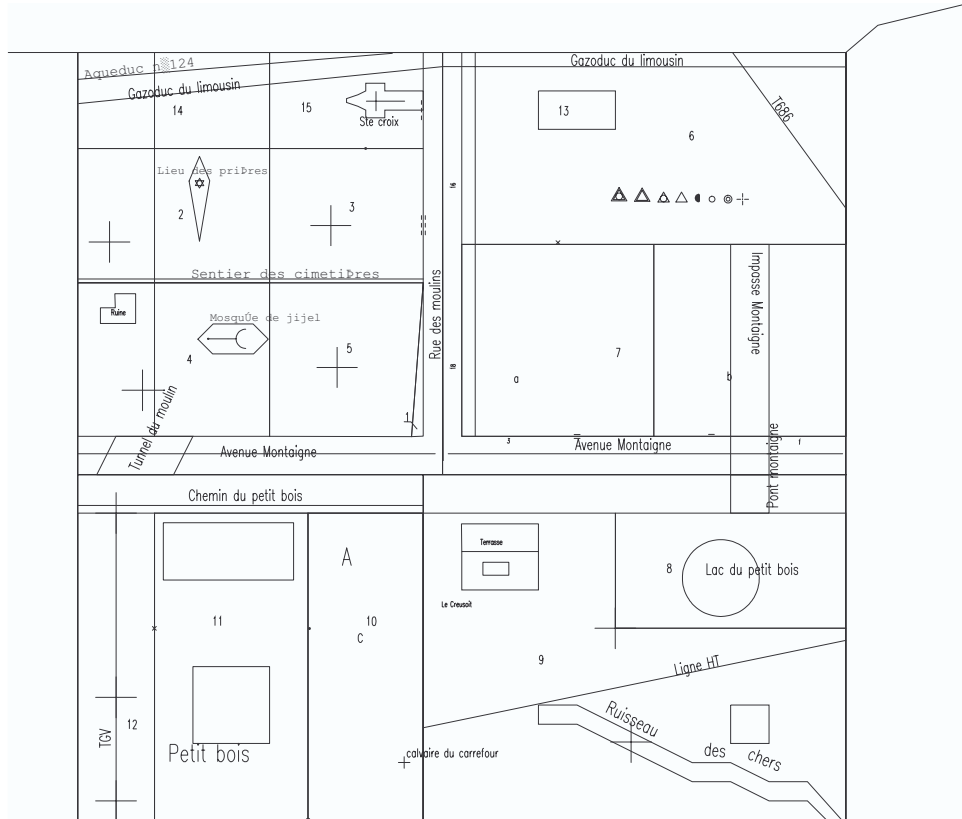 Gazoduc du limousin
Aqueduc n▒124
Gazoduc du limousin
14
15
13
T686
Ste croix
6
Lieu des priÞres
16
2
3
Sentier des cimetiÞres
Impasse Montaigne
Rue des moulins
Ruine
MosquÚe de jijel
5
7
4
18
a
b
1
Tunnel du moulin
3
1
Avenue Montaigne
Avenue Montaigne
Pont montaigne
Chemin du petit bois
Terrasse
A
8
Lac du petit bois
Le Creusoit
11
10
C
9
Ligne HT
Ruisseau
12
TGV
Petit bois
calvaire du carrefour
des
chers